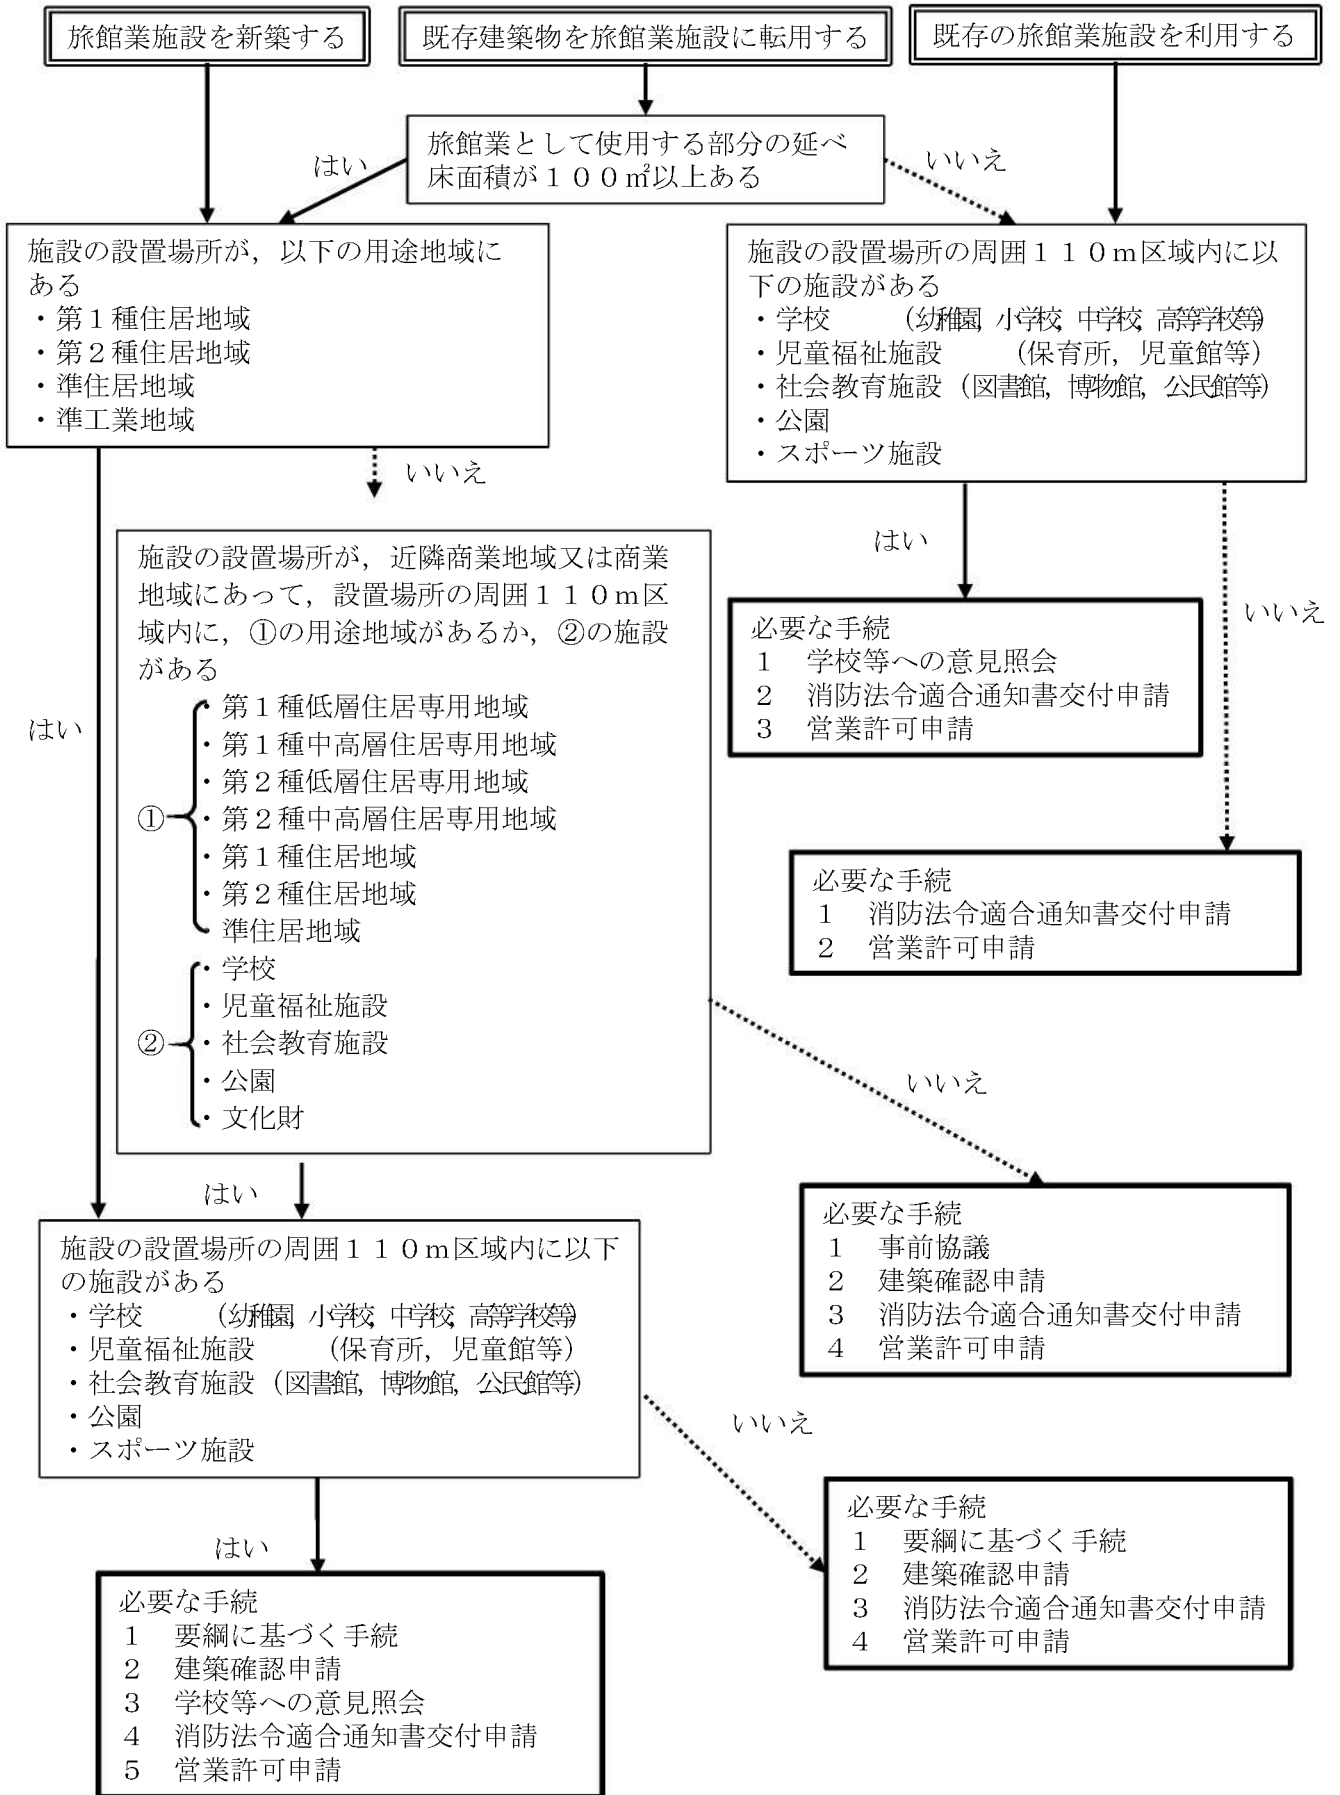 旅館業施設を新築する
既存建築物を旅館業施設に転用する
既存の旅館業施設を利用する
旅館業として使用する部分の延べ
床面積が１００㎡以上ある
はい
いいえ
施設の設置場所が，以下の用途地域に
ある
・第１種住居地域
・第２種住居地域
・準住居地域
・準工業地域
施設の設置場所の周囲１１０ｍ区域内に以
下の施設がある
・学校　　（幼稚園，小学校，中学校，高等学校等）
・児童福祉施設　　（保育所，児童館等）
・社会教育施設（図書館，博物館，公民館等）
・公園
・スポーツ施設
いいえ
はい
いいえ
施設の設置場所が，近隣商業地域又は商業
地域にあって，設置場所の周囲１１０ｍ区
域内に，①の用途地域があるか，②の施設
がある
・第１種低層住居専用地域
・第１種中高層住居専用地域
・第２種低層住居専用地域
①・第２種中高層住居専用地域
・第１種住居地域
・第２種住居地域
・準住居地域
・学校
・児童福祉施設
②・社会教育施設
・公園
・文化財
はい
必要な手続
１　学校等への意見照会
２　消防法令適合通知書交付申請
３　営業許可申請
必要な手続
１　消防法令適合通知書交付申請
２　営業許可申請
いいえ
はい
必要な手続
１　事前協議
２　建築確認申請
３　消防法令適合通知書交付申請
４　営業許可申請
施設の設置場所の周囲１１０ｍ区域内に以下
の施設がある
・学校　　（幼稚園，小学校，中学校，高等学校等）
・児童福祉施設　　（保育所，児童館等）
・社会教育施設（図書館，博物館，公民館等）
・公園
・スポーツ施設
いいえ
はい
必要な手続
１　要綱に基づく手続
２　建築確認申請
３　消防法令適合通知書交付申請
４　営業許可申請
必要な手続
１　要綱に基づく手続
２　建築確認申請
３　学校等への意見照会
４　消防法令適合通知書交付申請
５　営業許可申請